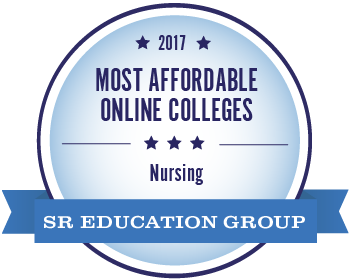 2017
MOST AFFORDABLE
ONLINE COLLEGES
Nursing
SR EDUCATION GROUP